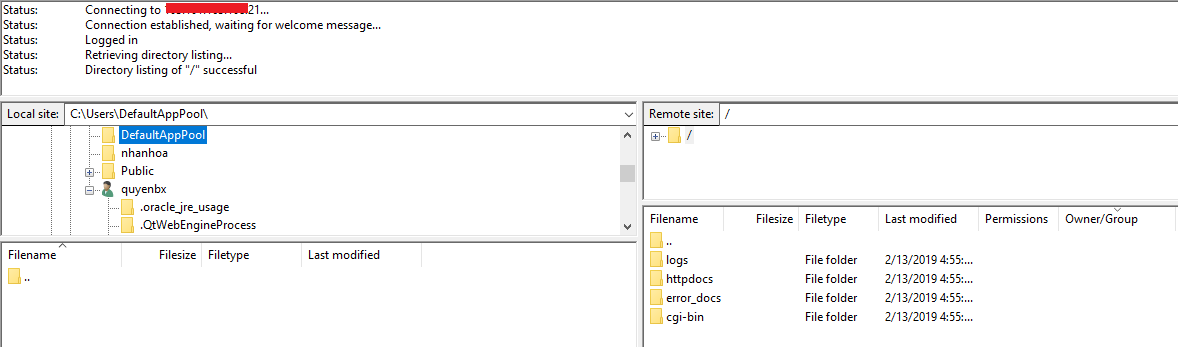 Status: Connecting to 21...
Status: Connection established, waiting for welcome message...
Status: Logged in
Status: Retrieving directory listing...
Status: Directory listing of "/" successful
Local site: C:\Users\DefaultAppPool\
Remote site: /
DefaultAppPool
nhanhoa
Public
quyenbx
.oracle_jre_usage
.QtWebEngineProcess
/
Filename Filesize Filetype Last modified
..
Filename Filesize Filetype Last modified Permissions Owner/Group
..
logs File folder 2/13/2019 4:55:...
httpdocs File folder 2/13/2019 4:55:...
error_docs File folder 2/13/2019 4:55:...
cgi-bin File folder 2/13/2019 4:55:...